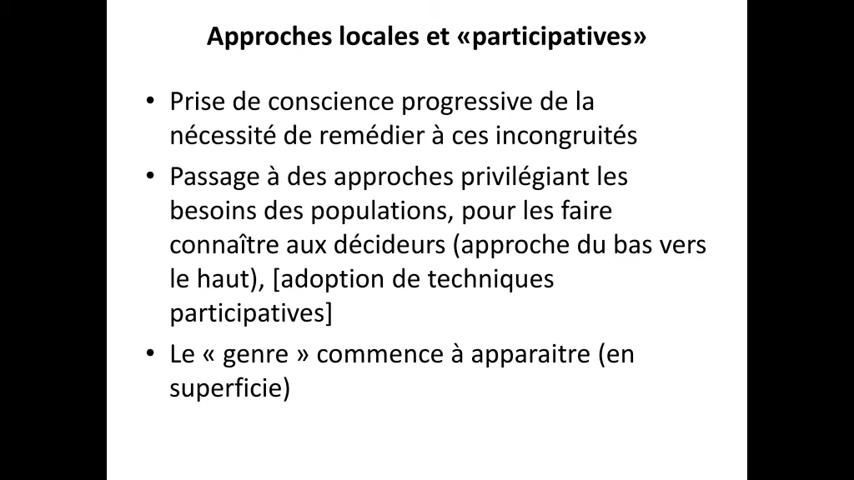 Approches locales et «participatives»
• Prise de conscience progressive de la
nécessité de remédier à ces incongruités
• Passage à des approches privilégiant les
besoins des populations, pour les faire
connaître aux décideurs (approche du bas vers
le haut), [adoption de techniques
participatives]
• Le « genre » commence à apparaitre (en
superficie)